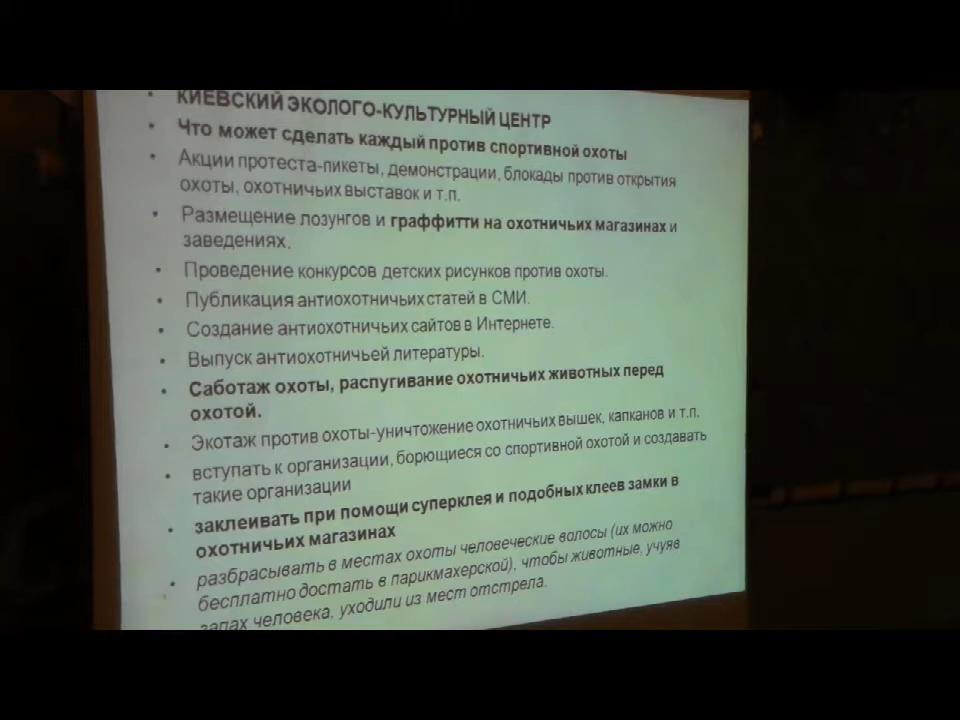 • КИЕВСКИЙ ЭКОЛОГО-КУЛЬТУРНЫЙ ЦЕНТР
• Что может сделать каждый против спортивной охоты
• Акции протеста-пикеты, демонстрации, блокады против открытия
охоты, охотничьих выставок и т.п.
• Размещение лозунгов и граффитти на охотничьих магазинах и
заведениях.
• Проведение конкурсов детских рисунков против охоты.
• Публикация антиохотничьих статей в СМИ.
• Создание антиохотничьих сайтов в Интернете.
• Выпуск антиохотничьей литературы.
• Саботаж охоты, распугивание охотничьих животных перед
охотой.
• Экотаж против охоты-уничтожение охотничьих вышек, капканов и т.п.
• вступать к организации, борющиеся со спортивной охотой и создавать
такие организации
• заклеивать при помощи суперклея и подобных клеев замки в
охотничьих магазинах
• разбрасывать в местах охоты человеческие волосы (их можно
бесплатно достать в парикмахерской), чтобы животные, учуяв
запах человека, уходили из мест отстрела.